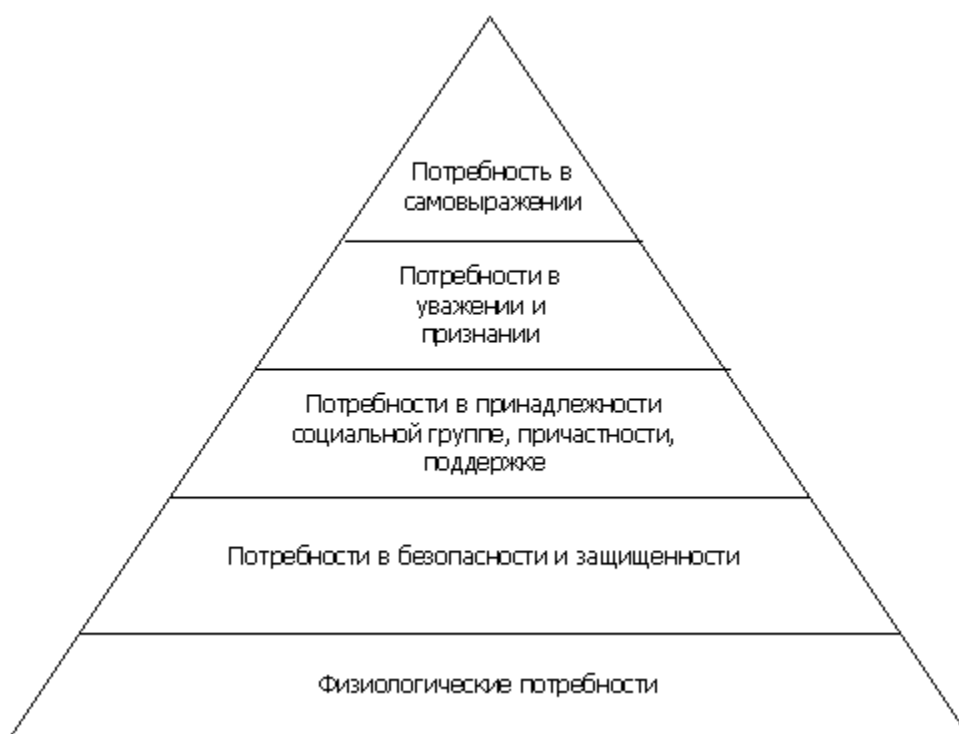 Потребность в
самовыражении
Потребности в
уважении и
признании
Потребности в принадлежности
социальной группе, причастности,
поддержке
Потребности в безопасности и защищенности
Физиологические потребности